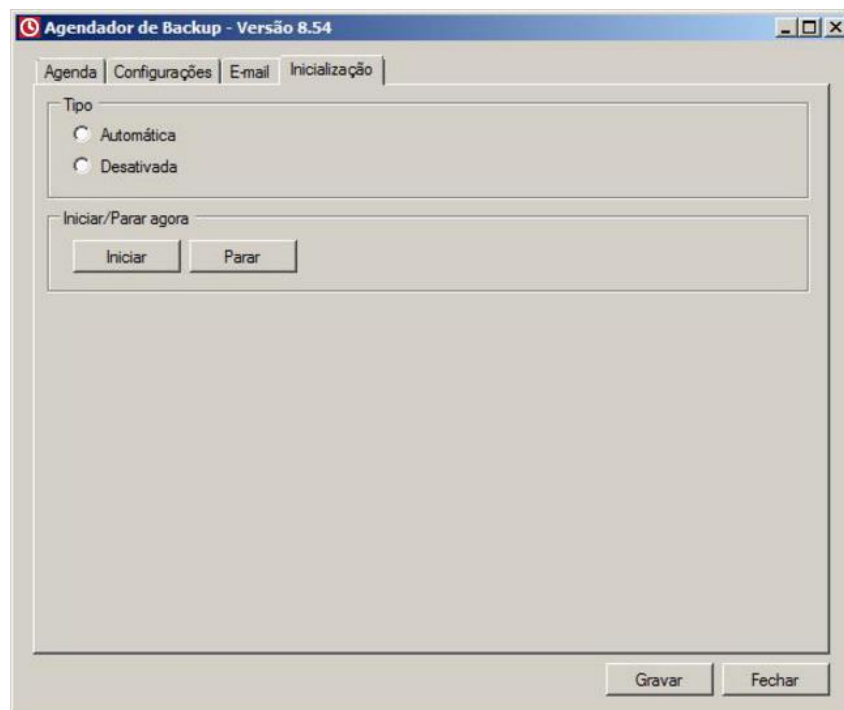 Agendador de Backup - Versão 8.54
Agenda Configurações E-mail Inicialização
Tipo
Automática
Desativada
Iniciar/Parar agora
Iniciar Parar
Gravar Fechar